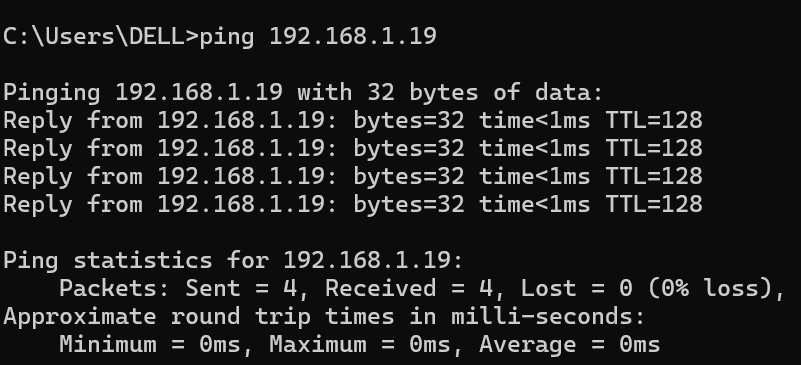 C:\Users\DELL>ping 192.168.1.19
Pinging 192.168.1.19 with 32 bytes of data:
Reply from 192.168.1.19: bytes=32 time<1ms TTL=128
Reply from 192.168.1.19: bytes=32 time<1ms TTL=128
Reply from 192.168.1.19: bytes=32 time<1ms TTL=128
Reply from 192.168.1.19: bytes=32 time<1ms TTL=128
Ping statistics for 192.168.1.19:
Packets: Sent = 4, Received = 4, Lost = 0 (0% loss),
Approximate round trip times in milli-seconds:
Minimum = 0ms, Maximum = 0ms, Average = 0ms